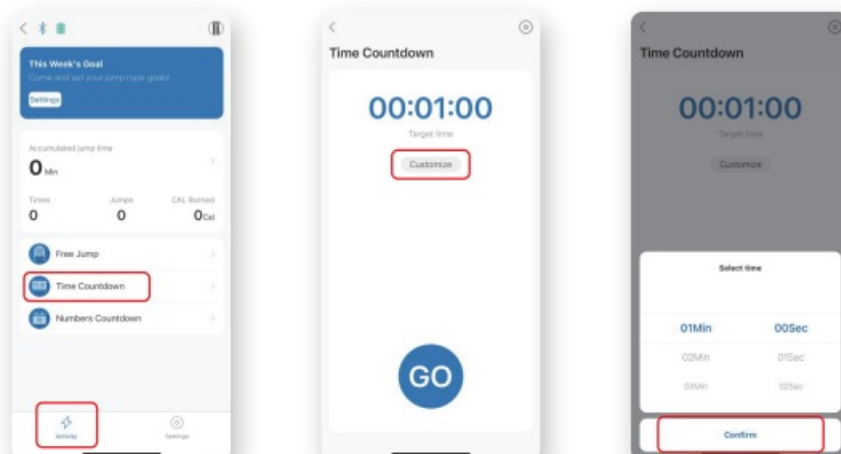 This Week's Goal
Come and set your jump rope goals!
Settings
Accumulated jump time
0 Min
Times Jumps CAL Burned
0 0 0Cal
Free Jump
Time Countdown
Numbers Countdown
Activity Settings
Time Countdown
00:01:00
Target time
Customize
GO
Time Countdown
00:01:00
Target time
Customize
Select time
01Min 00Sec
02Min 01Sec
03Min 02Sec
Confirm